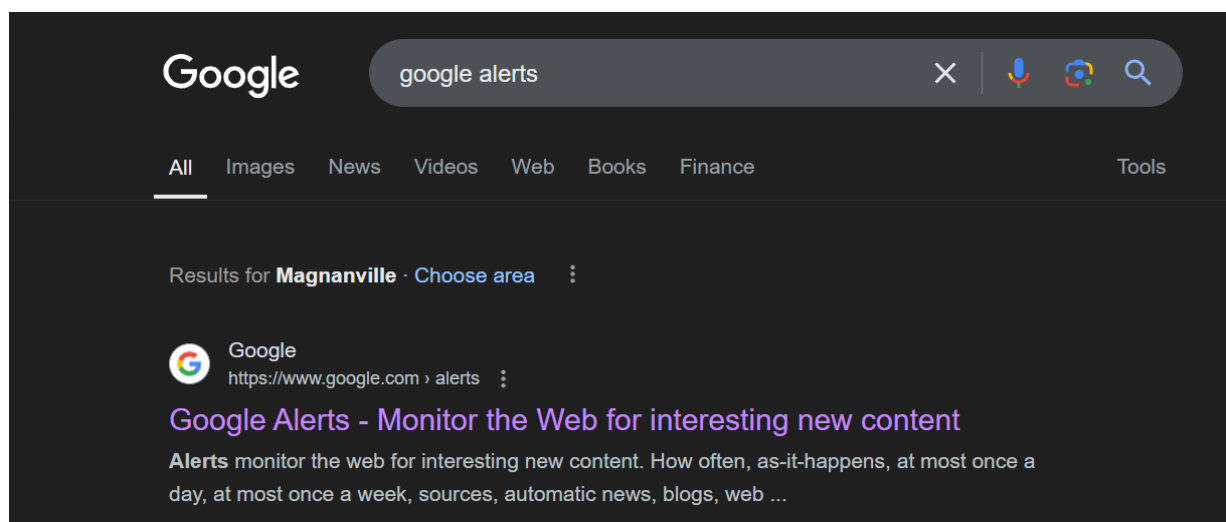 Google
google alerts
All Images News Videos Web Books Finance Tools
Results for Magnanville · Choose area
Google
https://www.google.com › alerts
Google Alerts - Monitor the Web for interesting new content
Alerts monitor the web for interesting new content. How often, as-it-happens, at most once a
day, at most once a week, sources, automatic news, blogs, web ...